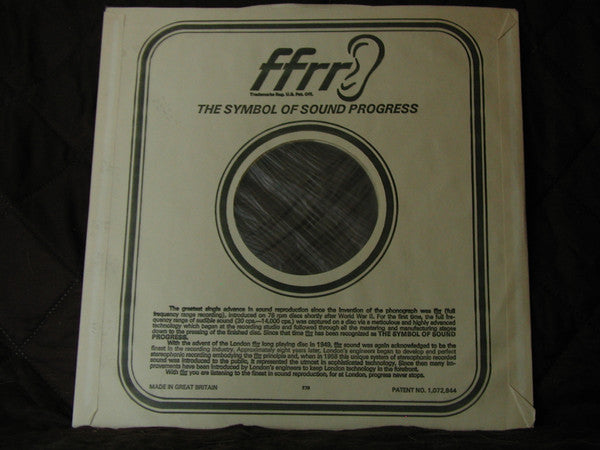 ffrr
Trademarks Reg. U.S. Pat. Off.
THE SYMBOL OF SOUND PROGRESS
The greatest single advance in sound reproduction since the invention of the phonograph was ffrr (full
frequency range recording), introduced on 78 rpm discs shortly after World War II. For the first time, the full fre-
quency range of audible sound (30 cps.—14,000 cps.) was captured on a disc via a meticulous and highly advanced
technology which began at the recording studio and followed through all the mastering and manufacturing stages
down to the pressing of the finished disc. Since that time ffrr has been recognized as THE SYMBOL OF SOUND
PROGRESS.
With the advent of the London ffrr long playing disc in 1949, ffrr sound was again acknowledged to be the
finest in the recording industry. Approximately eight years later, London's engineers began to develop and perfect
stereophonic recording embodying the ffrr principle and, when in 1958 this unique system of stereophonic recorded
sound was introduced to the public, it represented the utmost in sophisticated technology. Since then many im-
provements have been introduced by London's engineers to keep London technology in the forefront.
With ffrr you are listening to the finest in sound reproduction, for at London, progress never stops.
MADE IN GREAT BRITAIN
PATENT NO. 1,072,844